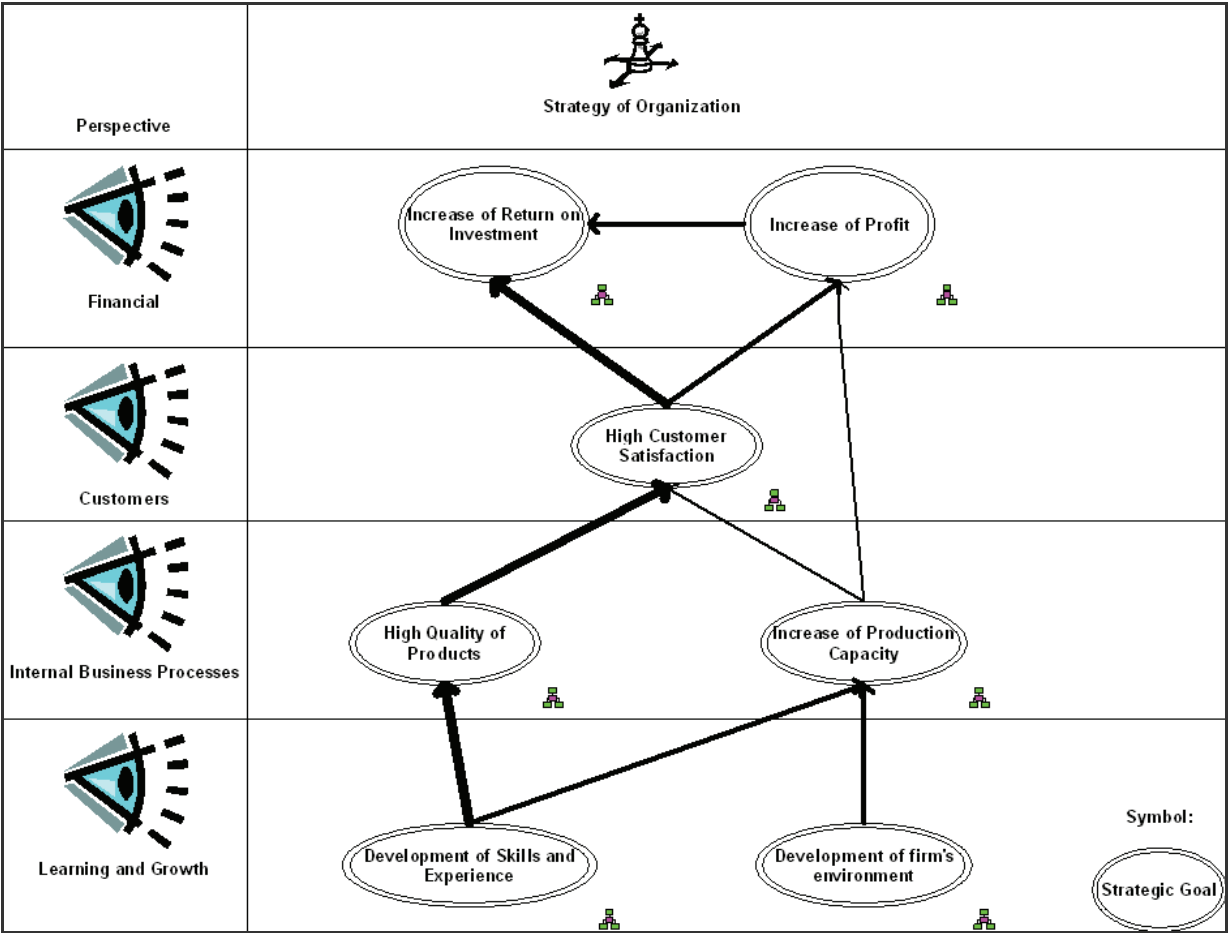 Strategy of Organization
Perspective
Increase of Return on
Investment
Increase of Profit
Financial
High Customer
Satisfaction
Customers
High Quality of
Products
Increase of Production
Capacity
Internal Business Processes
Symbol:
Development of Skills and
Experience
Development of firm's
environment
Learning and Growth
Strategic Goal